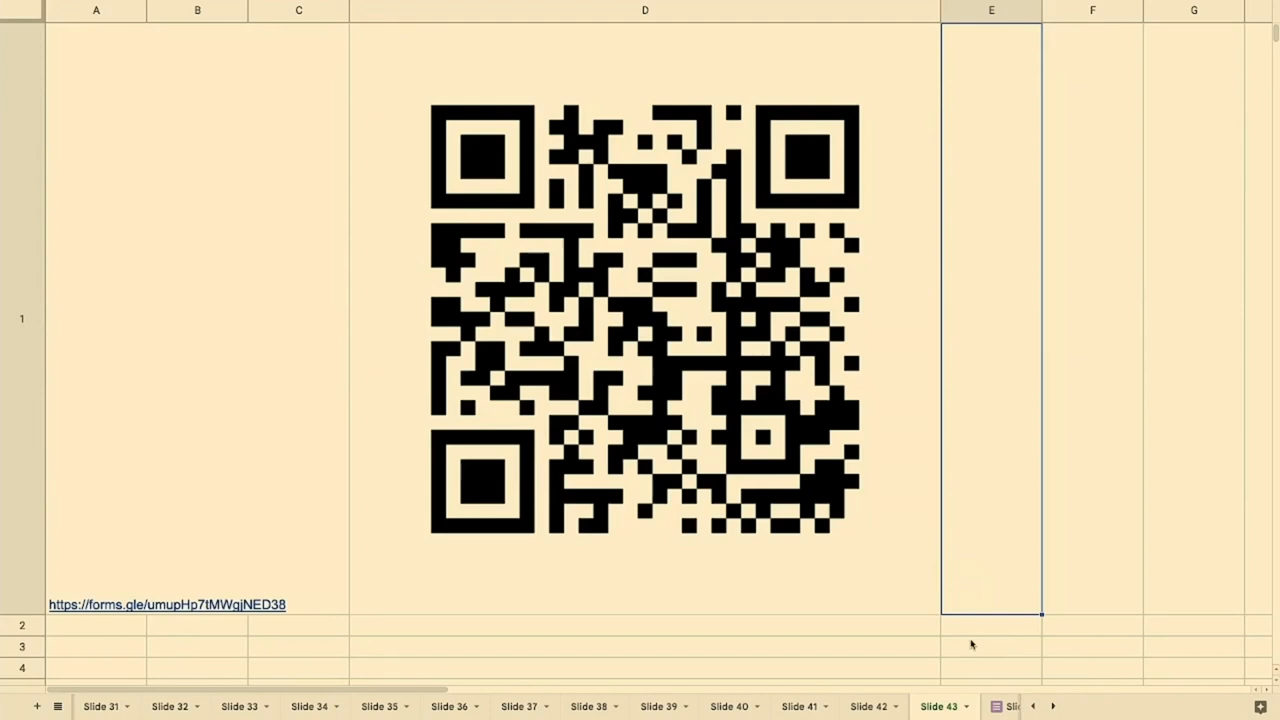 A B C D E F G
1
https://forms.gle/umupHp7tMWgjNED38
2
3
4
+ Slide 31 Slide 32 Slide 33 Slide 34 Slide 35 Slide 36 Slide 37 Slide 38 Slide 39 Slide 40 Slide 41 Slide 42 Slide 43